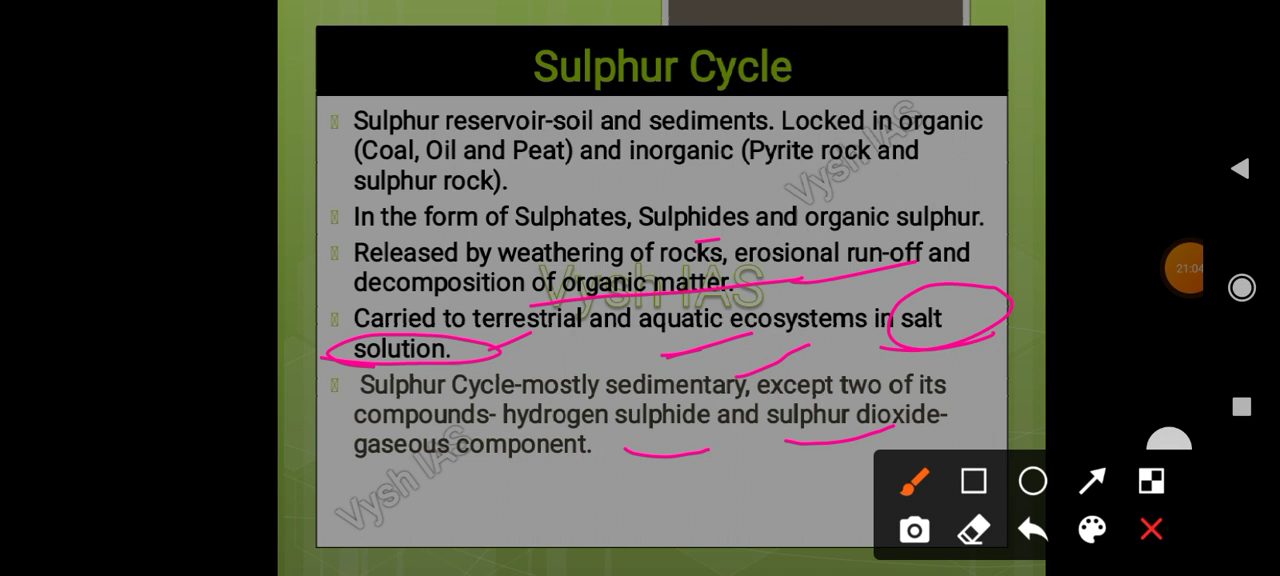 Sulphur Cycle
Sulphur reservoir-soil and sediments. Locked in organic
(Coal, Oil and Peat) and inorganic (Pyrite rock and
sulphur rock).
In the form of Sulphates, Sulphides and organic sulphur.
Released by weathering of rocks, erosional run-off and
decomposition of organic matter.
Carried to terrestrial and aquatic ecosystems in salt
solution.
Sulphur Cycle-mostly sedimentary, except two of its
compounds- hydrogen sulphide and sulphur dioxide-
gaseous component.
Vysh IAS
Vysh IAS
Vysh IAS
21:04